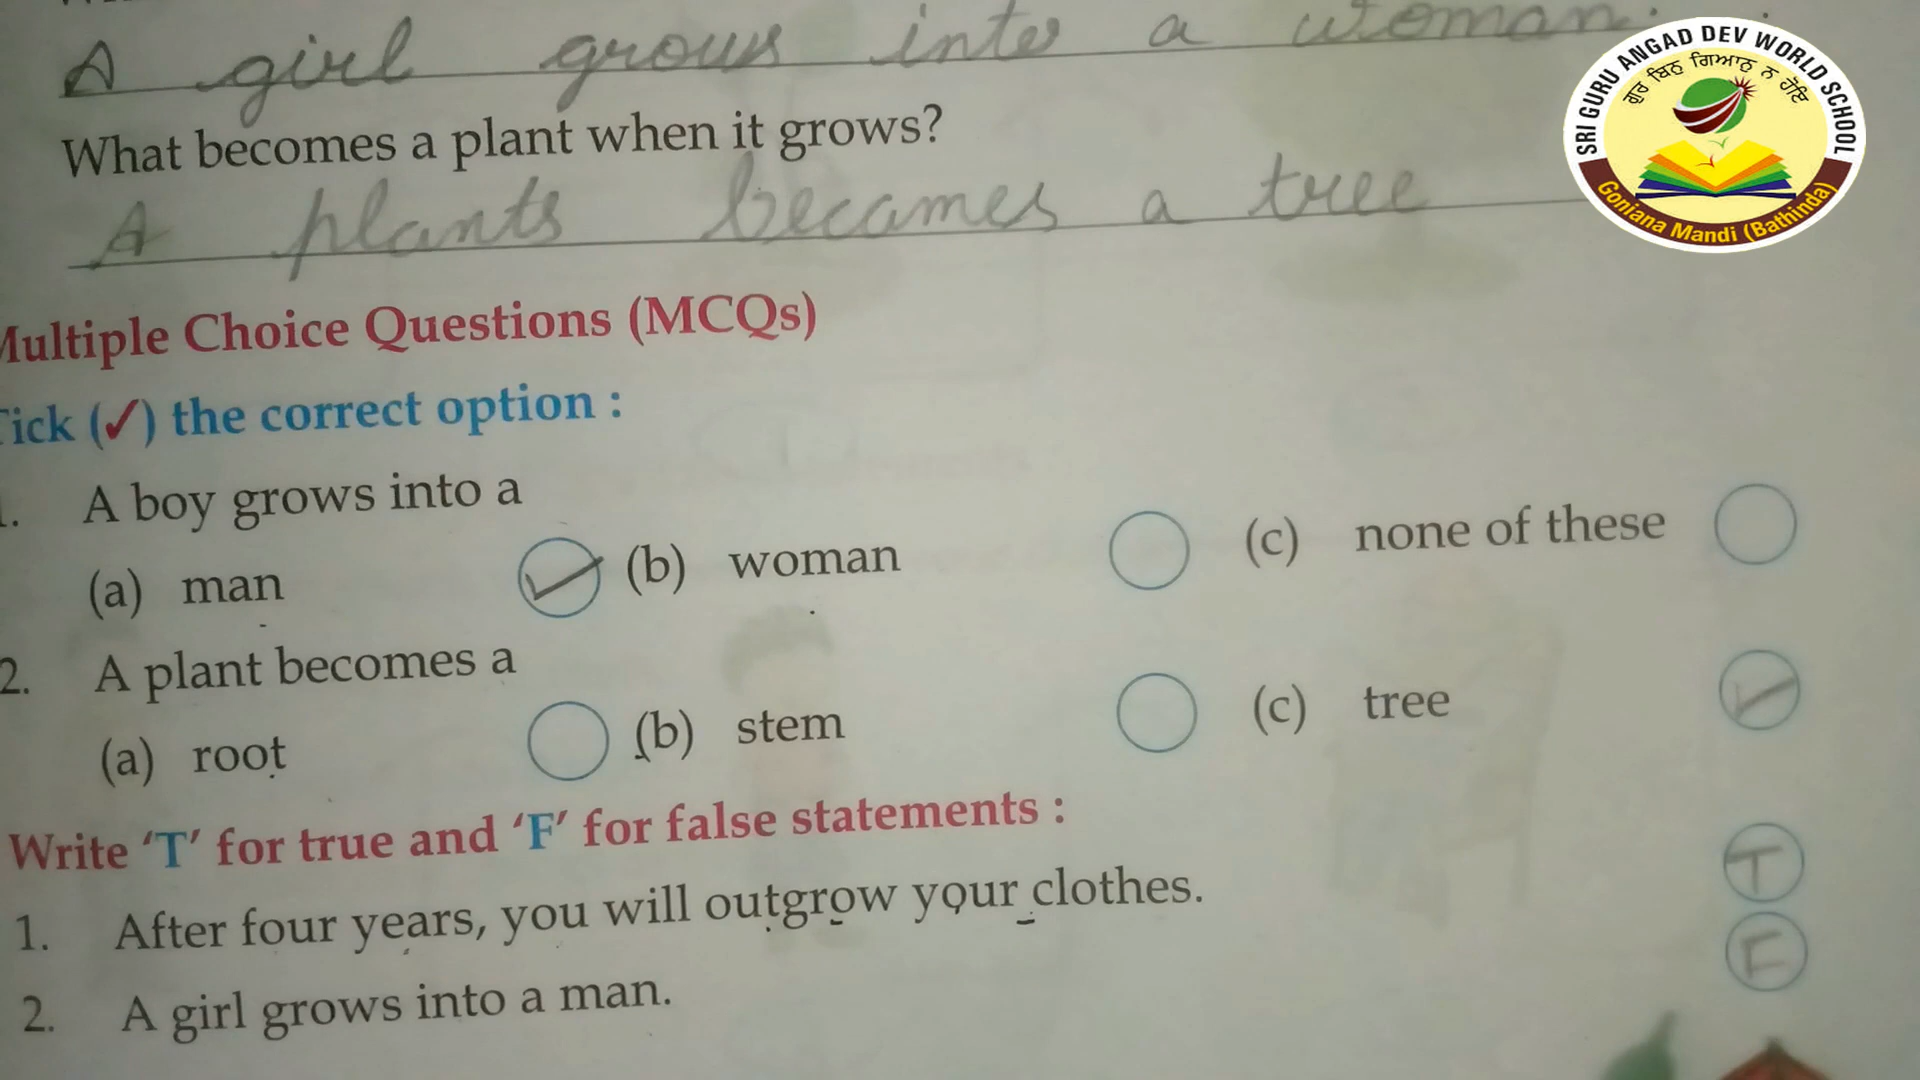 A girl grows into a woman.
What becomes a plant when it grows?
A plants becames a tree
Multiple Choice Questions (MCQs)
Tick (✓) the correct option :
1. A boy grows into a
(a) man (b) woman (c) none of these
2. A plant becomes a
(a) root (b) stem (c) tree
Write ‘T’ for true and ‘F’ for false statements :
1. After four years, you will outgrow your clothes. T
2. A girl grows into a man. F
SRI GURU ANGAD DEV WORLD SCHOOL
ਗੁਰ ਬਿਨੁ ਗਿਆਨੁ ਨ ਹੋਇ
Goniana Mandi (Bathinda)